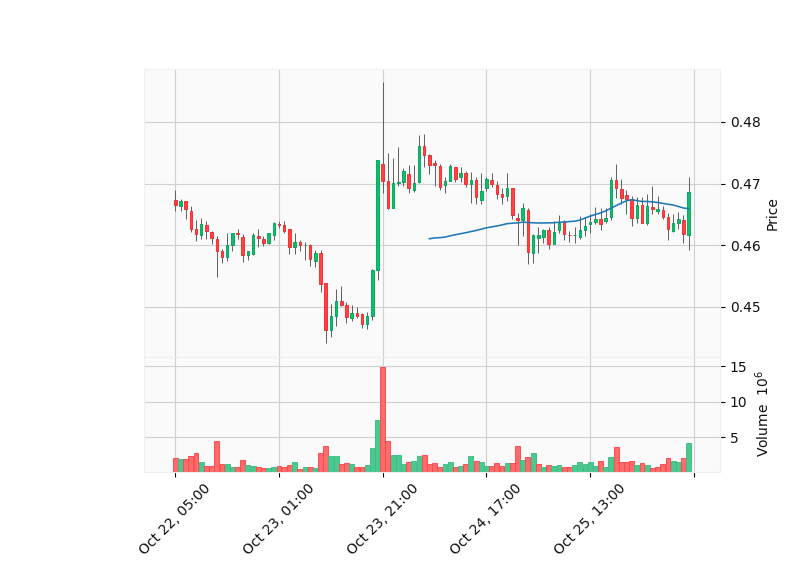 0.48
0.47
0.46
0.45
Price
15
10
5
Volume 10^6
Oct 22, 05:00
Oct 23, 01:00
Oct 23, 21:00
Oct 24, 17:00
Oct 25, 13:00